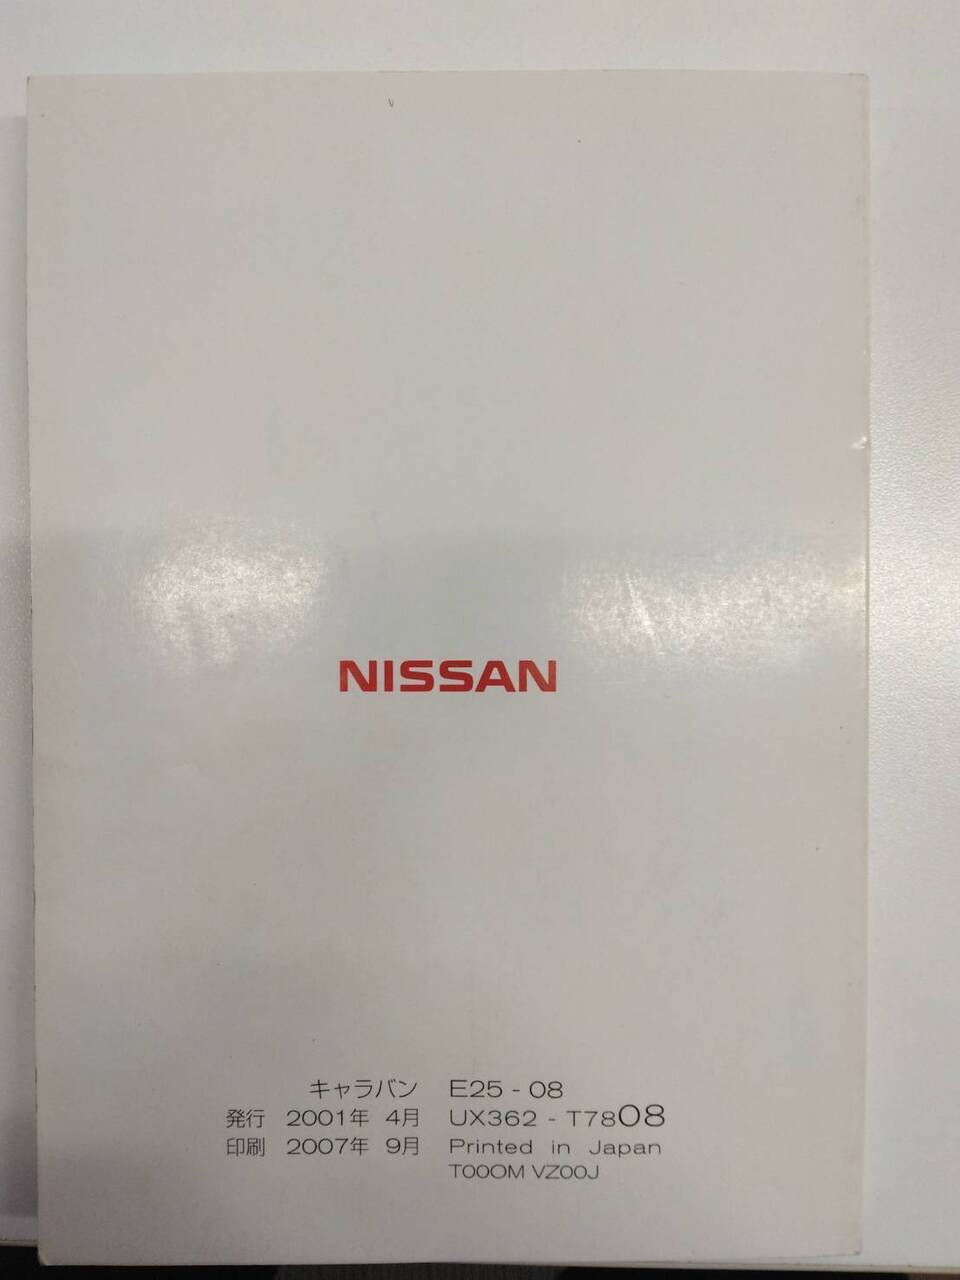 NISSAN
キャラバン E25 - 08
発行 2001年 4月 UX362 - T7808
印刷 2007年 9月 Printed in Japan
T00OM VZ00J